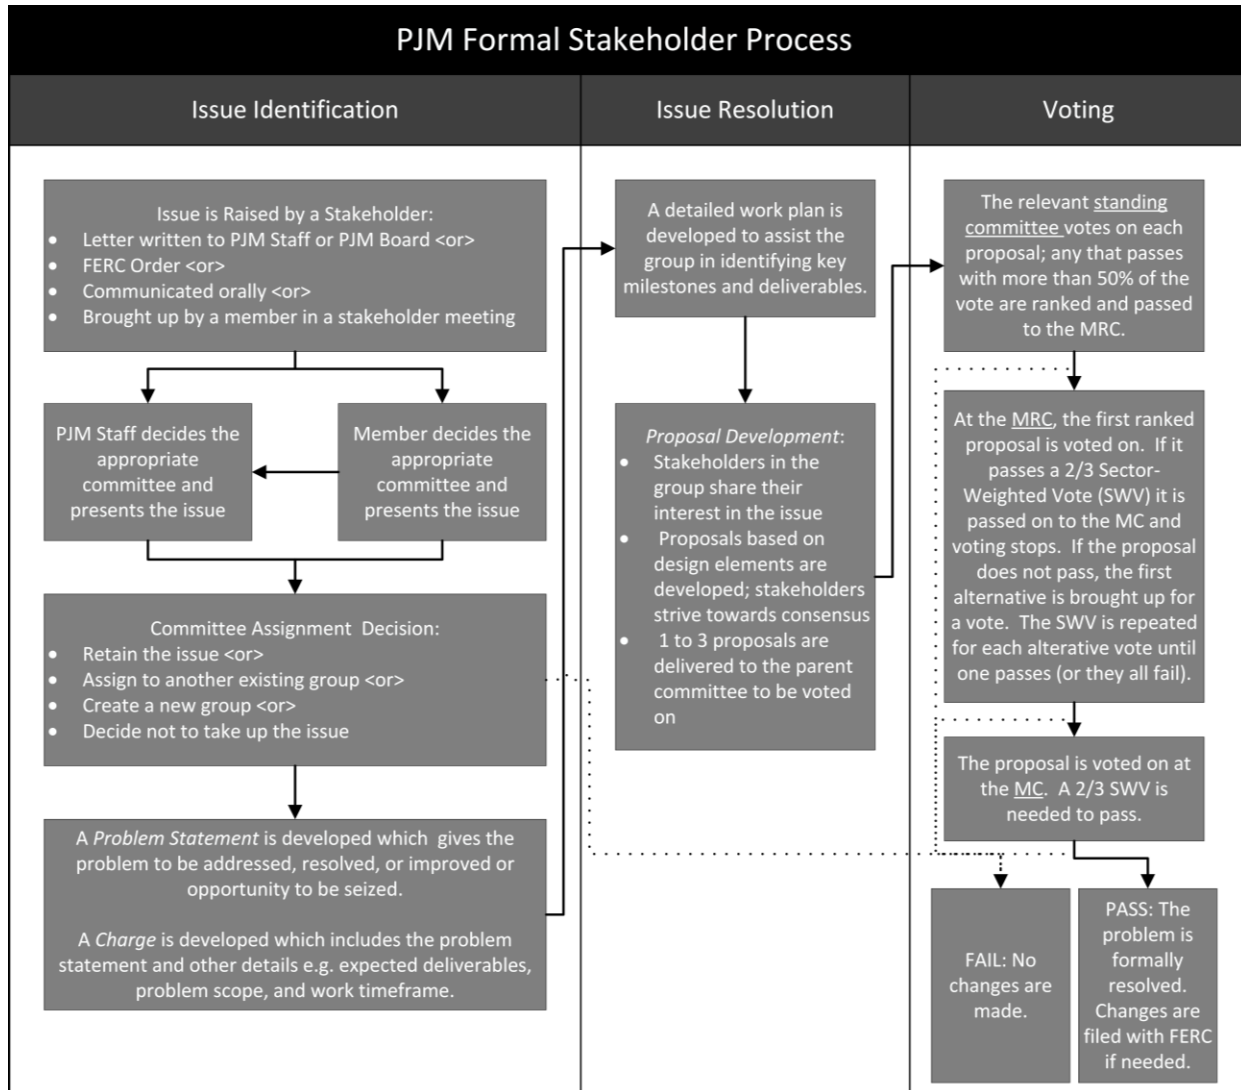 PJM Formal Stakeholder Process
Issue Identification
Issue Resolution
Voting
Issue is Raised by a Stakeholder:
• Letter written to PJM Staff or PJM Board <or>
• FERC Order <or>
• Communicated orally <or>
• Brought up by a member in a stakeholder meeting
PJM Staff decides the
appropriate
committee and
presents the issue
Member decides the
appropriate
committee and
presents the issue
Committee Assignment Decision:
• Retain the issue <or>
• Assign to another existing group <or>
• Create a new group <or>
• Decide not to take up the issue
A Problem Statement is developed which gives the
problem to be addressed, resolved, or improved or
opportunity to be seized.
A Charge is developed which includes the problem
statement and other details e.g. expected deliverables,
problem scope, and work timeframe.
A detailed work plan is
developed to assist the
group in identifying key
milestones and deliverables.
Proposal Development:
• Stakeholders in the
group share their
interest in the issue
• Proposals based on
design elements are
developed; stakeholders
strive towards consensus
• 1 to 3 proposals are
delivered to the parent
committee to be voted
on
The relevant standing
committee votes on each
proposal; any that passes
with more than 50% of the
vote are ranked and passed
to the MRC.
At the MRC, the first ranked
proposal is voted on. If it
passes a 2/3 Sector-
Weighted Vote (SWV) it is
passed on to the MC and
voting stops. If the proposal
does not pass, the first
alternative is brought up for
a vote. The SWV is repeated
for each alterative vote until
one passes (or they all fail).
The proposal is voted on at
the MC. A 2/3 SWV is
needed to pass.
FAIL: No
changes are
made.
PASS: The
problem is
formally
resolved.
Changes are
filed with FERC
if needed.